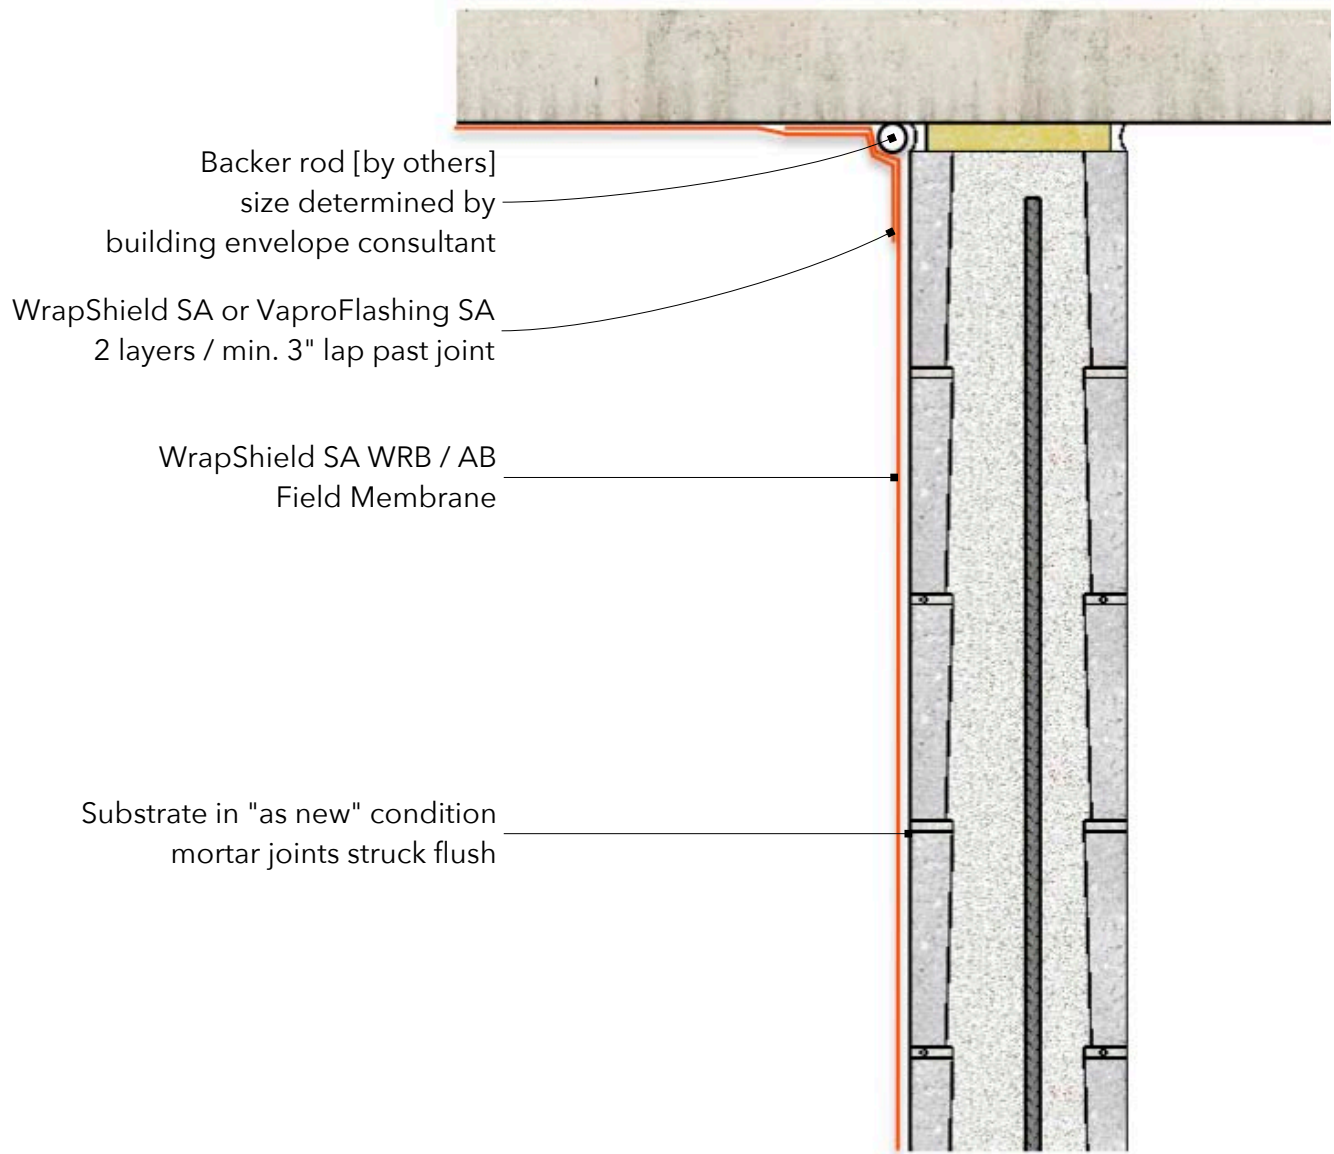 Backer rod [by others]
size determined by
building envelope consultant
WrapShield SA or VaproFlashing SA
2 layers / min. 3" lap past joint
WrapShield SA WRB / AB
Field Membrane
Substrate in "as new" condition
mortar joints struck flush